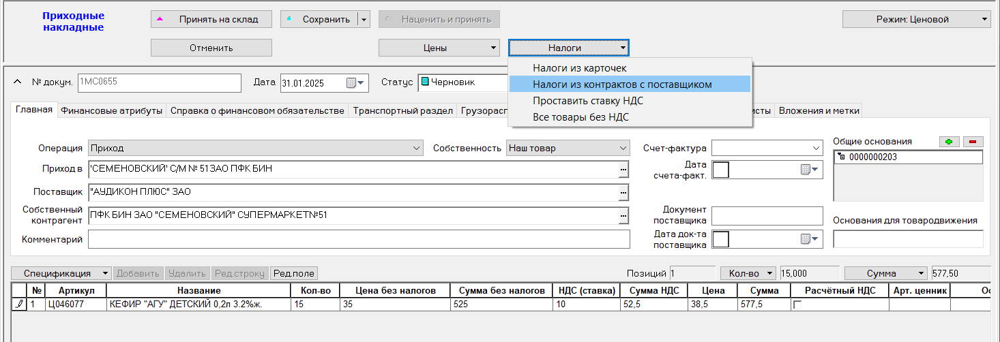 Приходные
накладные
Принять на склад
Сохранить
Наценить и принять
Режим: Ценовой
Отменить
Цены
Налоги
Налоги из карточек
Налоги из контрактов с поставщиком
Проставить ставку НДС
Все товары без НДС
№ докум. 1МС0655 Дата 31.01.2025 Статус Черновик
Главная Финансовые атрибуты Справка о финансовом обязательстве Транспортный раздел Грузорасп исты Вложения и метки
Операция Приход Собственность Наш товар Счет-фактура Общие основания
Приход в 'СЕМЕНОВСКИЙ' С/М № 51 ЗАО ПФК БИН Дата
счета-факт. 0000000203
Поставщик "АУДИКОН ПЛЮС" ЗАО
Собственный
контрагент ПФК БИН ЗАО "СЕМЕНОВСКИЙ" СУПЕРМАРКЕТ№51 Документ
поставщика Основания для товародвижения
Комментарий Дата док-та
поставщика
Спецификация Добавить Удалить Ред.строку Ред.поле Позиций 1 Кол-во 15,000 Сумма 577,50
№ Артикул Название Кол-во Цена без налогов Сумма без налогов НДС (ставка) Сумма НДС Цена Сумма Расчётный НДС Арт. ценник Ос
1 Ц046077 КЕФИР "АГУ" ДЕТСКИЙ 0,2л 3.2%ж. 15 35 525 10 52,5 38,5 577,5